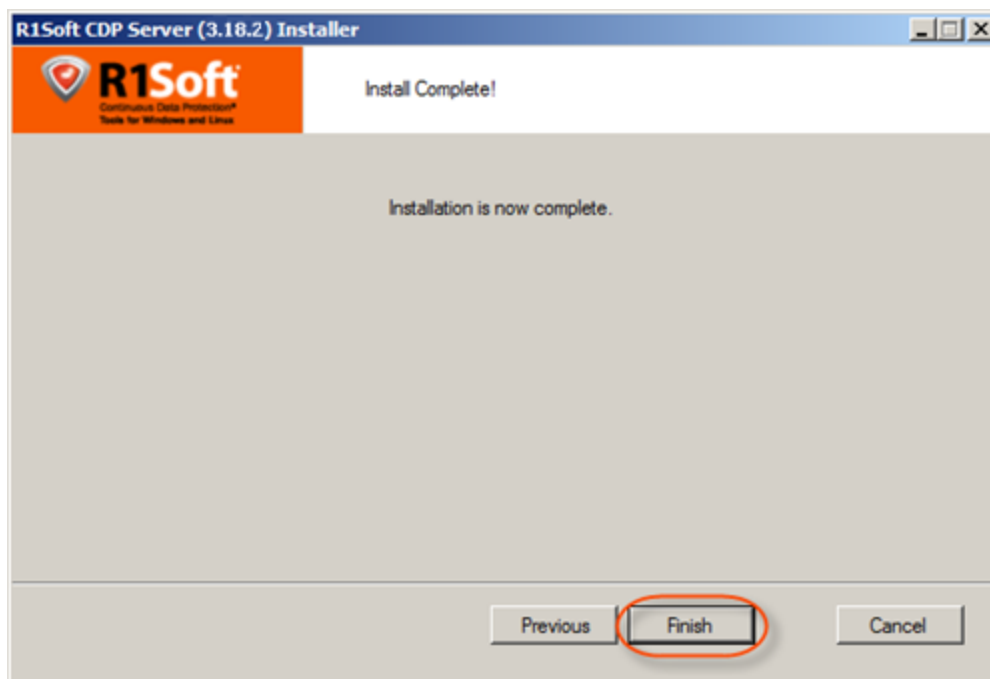 R1Soft CDP Server (3.18.2) Installer
R1Soft
Continuous Data Protection®
Tools for Windows and Linux
Install Complete!
Installation is now complete.
Previous
Finish
Cancel